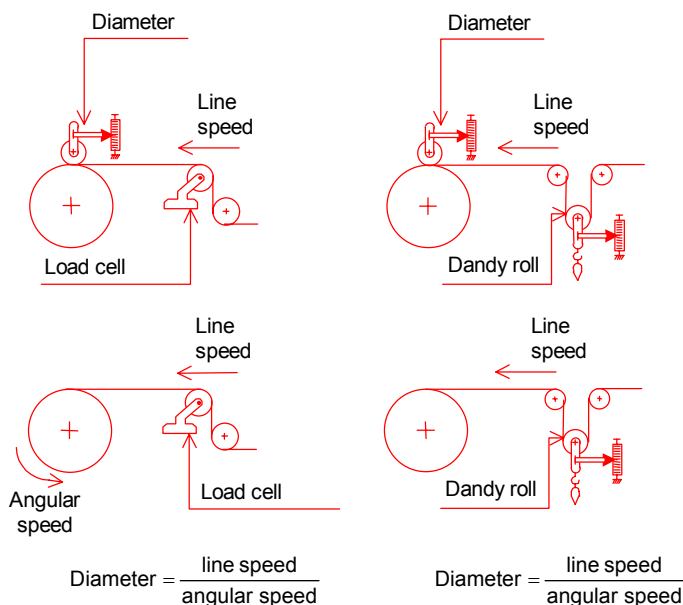 Diameter
Line
speed
Load cell
Diameter
Line
speed
Dandy roll
Line
speed
Angular
speed
Load cell
Diameter = line speed / angular speed
Line
speed
Dandy roll
Diameter = line speed / angular speed